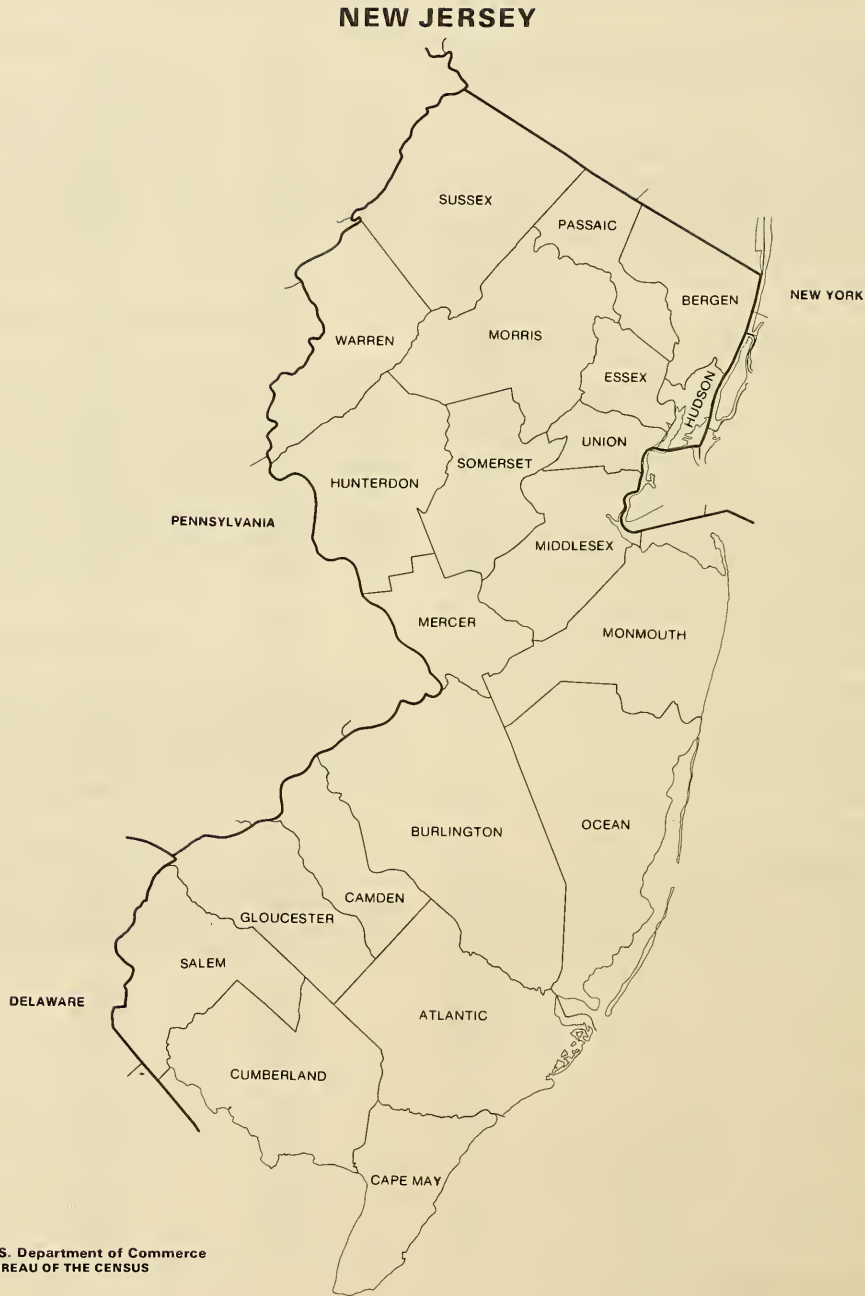 NEW JERSEY
SUSSEX
PASSAIC
BERGEN
NEW YORK
WARREN
MORRIS
ESSEX
HUDSON
UNION
SOMERSET
HUNTERDON
PENNSYLVANIA
MIDDLESEX
MERCER
MONMOUTH
OCEAN
BURLINGTON
CAMDEN
GLOUCESTER
SALEM
DELAWARE
ATLANTIC
CUMBERLAND
CAPE MAY
S. Department of Commerce
REAU OF THE CENSUS